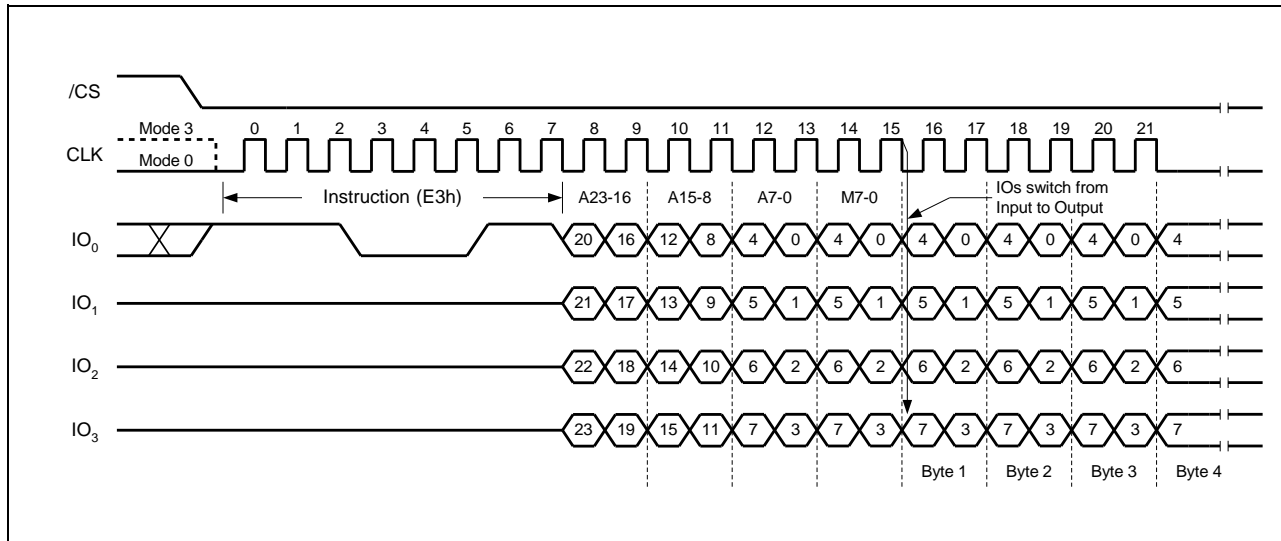 /CS
Mode 3 0 1 2 3 4 5 6 7 8 9 10 11 12 13 14 15 16 17 18 19 20 21
CLK
Mode 0
Instruction (E3h) A23-16 A15-8 A7-0 M7-0 IOs switch from
Input to Output
IO0 20 16 12 8 4 0 4 0 4 0 4 0 4 0 4
IO1 21 17 13 9 5 1 5 1 5 1 5 1 5 1 5
IO2 22 18 14 10 6 2 6 2 6 2 6 2 6 2 6
IO3 23 19 15 11 7 3 7 3 7 3 7 3 7 3 7
Byte 1 Byte 2 Byte 3 Byte 4